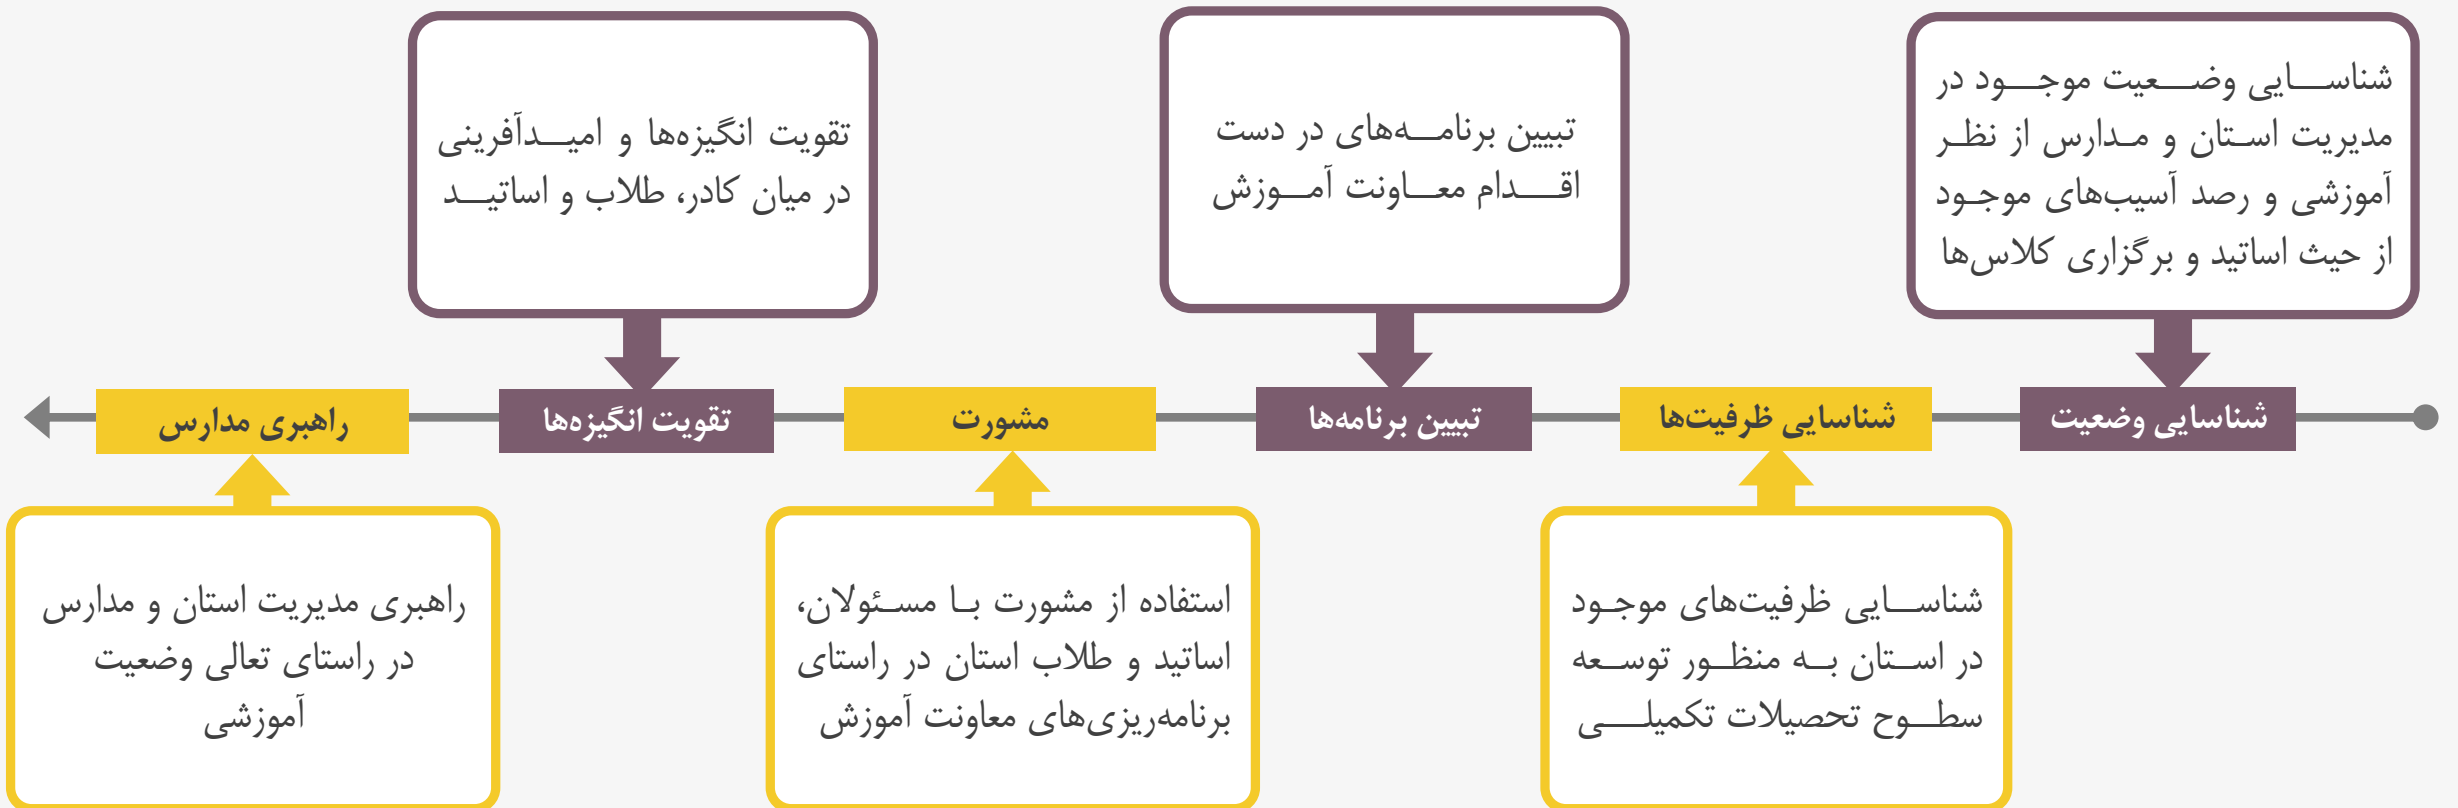 شناسایی وضعیت موجود در
مدیریت استان و مدارس از نظر
آموزشی و رصد آسیب‌های موجود
از حیث اساتید و برگزاری کلاس‌ها
تبیین برنامه‌های در دست
اقدام معاونت آموزش
تقویت انگیزه‌ها و امیدآفرینی
در میان کادر، طلاب و اساتید
شناسایی وضعیت
شناسایی ظرفیت‌ها
تبیین برنامه‌ها
مشورت
تقویت انگیزه‌ها
راهبری مدارس
شناسایی ظرفیت‌های موجود
در استان به منظور توسعه
سطوح تحصیلات تکمیلی
استفاده از مشورت با مسئولان،
اساتید و طلاب استان در راستای
برنامه‌ریزی‌های معاونت آموزش
راهبری مدیریت استان و مدارس
در راستای تعالی وضعیت
آموزشی